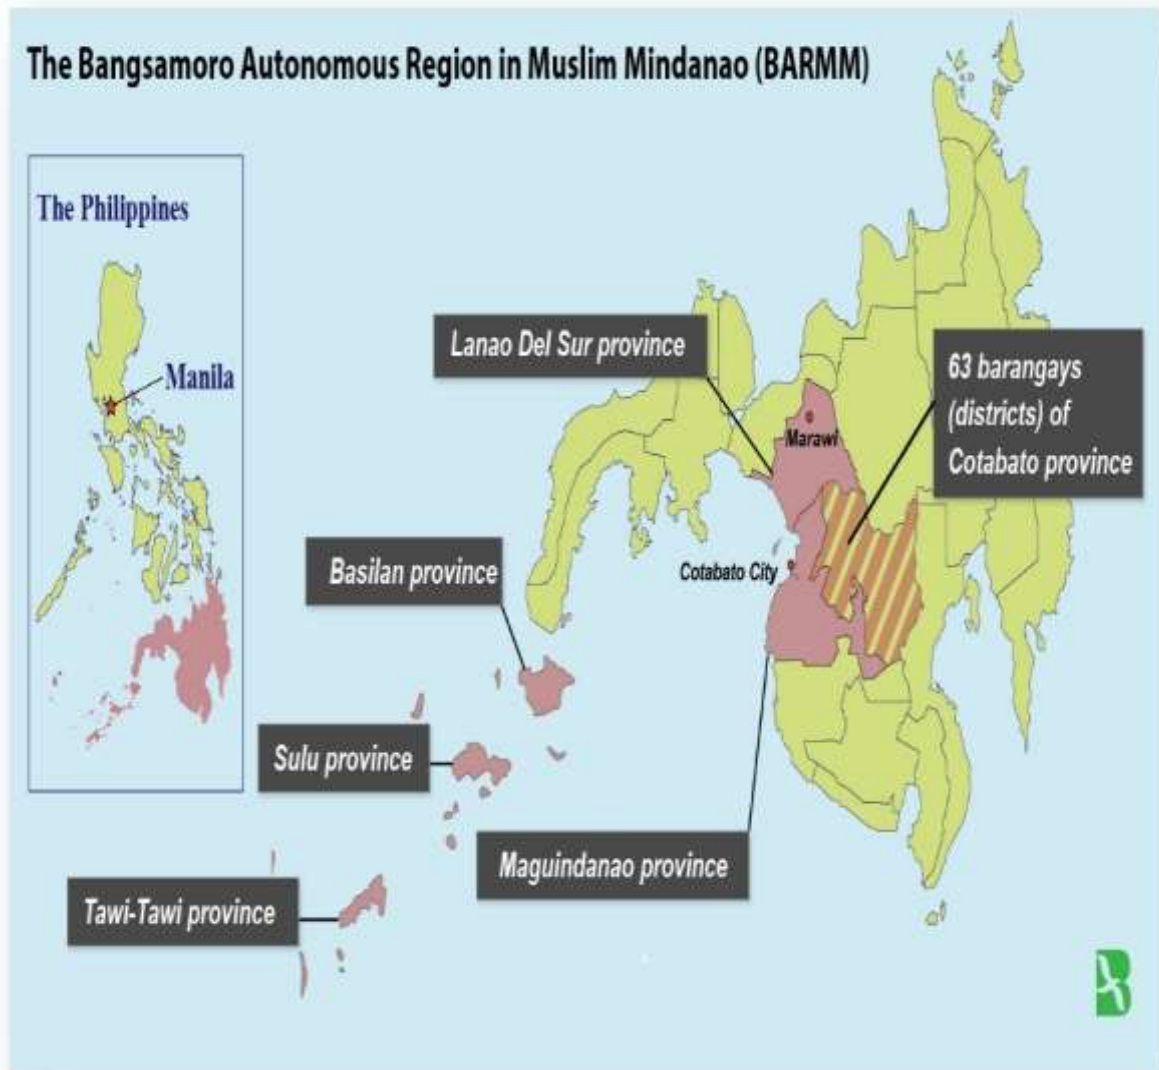 The Bangsamoro Autonomous Region in Muslim Mindanao (BARMM)
The Philippines
Manila
Lanao Del Sur province
63 barangays
(districts) of
Cotabato province
Marawi
Basilan province
Cotabato City
Sulu province
Maguindanao province
Tawi-Tawi province
B